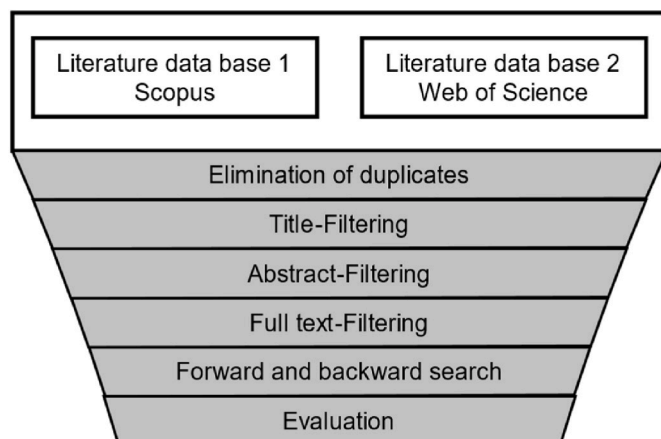 Literature data base 1
Scopus
Literature data base 2
Web of Science
Elimination of duplicates
Title-Filtering
Abstract-Filtering
Full text-Filtering
Forward and backward search
Evaluation